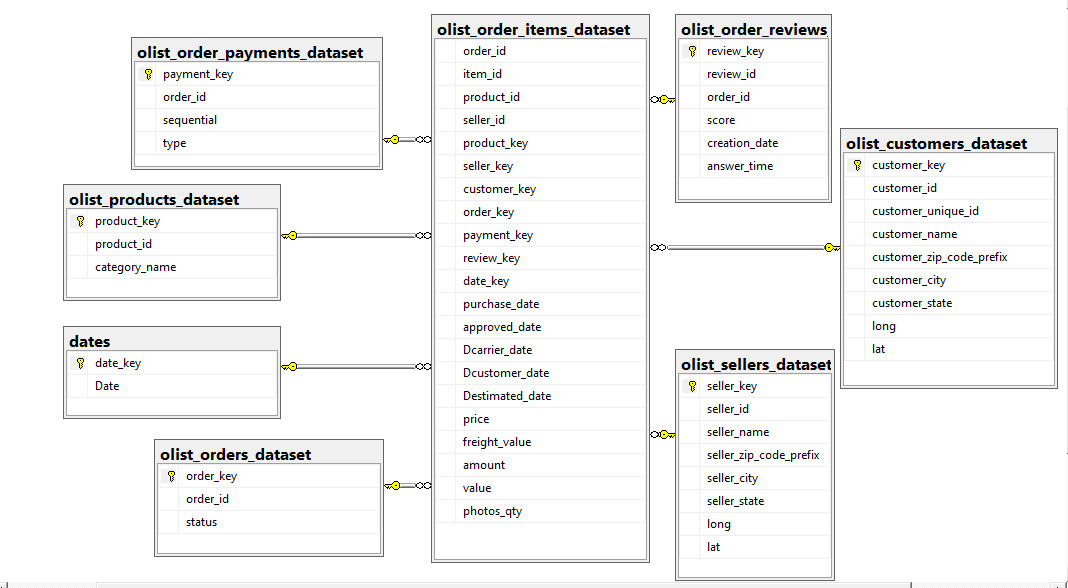 olist_order_payments_dataset
payment_key
order_id
sequential
type
olist_products_dataset
product_key
product_id
category_name
dates
date_key
Date
olist_orders_dataset
order_key
order_id
status
olist_order_items_dataset
order_id
item_id
product_id
seller_id
product_key
seller_key
customer_key
order_key
payment_key
review_key
date_key
purchase_date
approved_date
Dcarrier_date
Dcustomer_date
Destimated_date
price
freight_value
amount
value
photos_qty
olist_order_reviews
review_key
review_id
order_id
score
creation_date
answer_time
olist_customers_dataset
customer_key
customer_id
customer_unique_id
customer_name
customer_zip_code_prefix
customer_city
customer_state
long
lat
olist_sellers_dataset
seller_key
seller_id
seller_name
seller_zip_code_prefix
seller_city
seller_state
long
lat